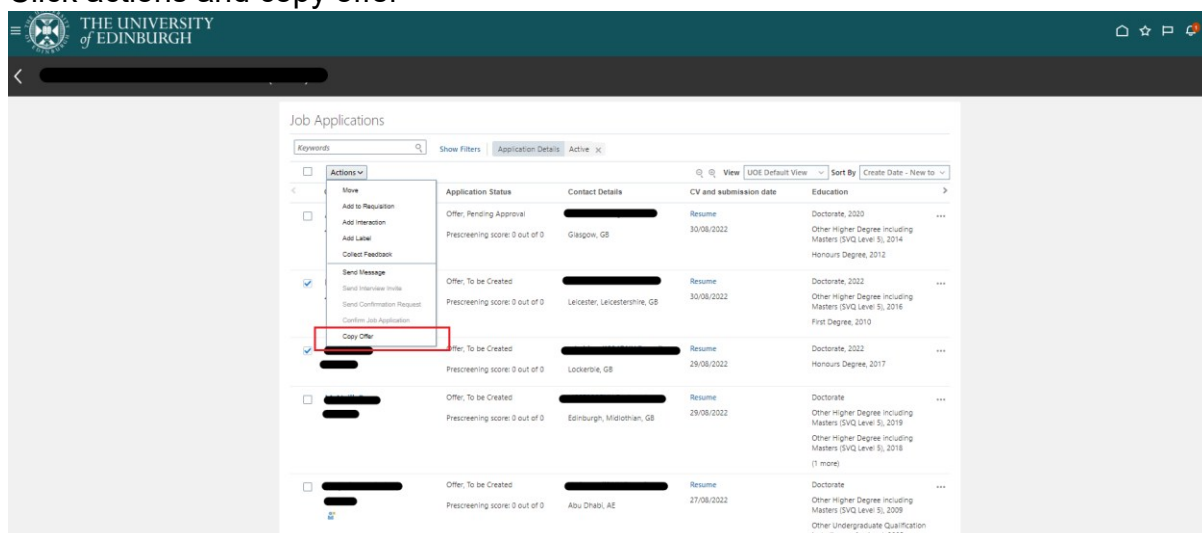 Click actions and copy offer
THE UNIVERSITY
of EDINBURGH
Job Applications
Keywords Show Filters Application Details Active
Actions View UOE Default View Sort By Create Date - New to
Application Status Contact Details CV and submission date Education
Move
Add to Requisition
Add Interaction
Add Label
Collect Feedback
Send Message
Send Interview Invite
Send Confirmation Request
Confirm Job Application
Copy Offer
Offer, Pending Approval Resume Doctorate, 2020
Prescreening score: 0 out of 0 Glasgow, GB 30/08/2022 Other Higher Degree including
Masters (SVQ Level 5), 2014
Honours Degree, 2012
Offer, To be Created Resume Doctorate, 2022
Prescreening score: 0 out of 0 Leicester, Leicestershire, GB 30/08/2022 Other Higher Degree including
Masters (SVQ Level 5), 2016
First Degree, 2010
Offer, To be Created Resume Doctorate, 2022
Prescreening score: 0 out of 0 Lockerbie, GB 29/08/2022 Honours Degree, 2017
Offer, To be Created Resume Doctorate
Prescreening score: 0 out of 0 Edinburgh, Midlothian, GB 29/08/2022 Other Higher Degree including
Masters (SVQ Level 5), 2019
Other Higher Degree including
Masters (SVQ Level 5), 2018
(1 more)
Offer, To be Created Resume Doctorate
Prescreening score: 0 out of 0 Abu Dhabi, AE 27/08/2022 Other Higher Degree including
Masters (SVQ Level 5), 2009
Other Undergraduate Qualification